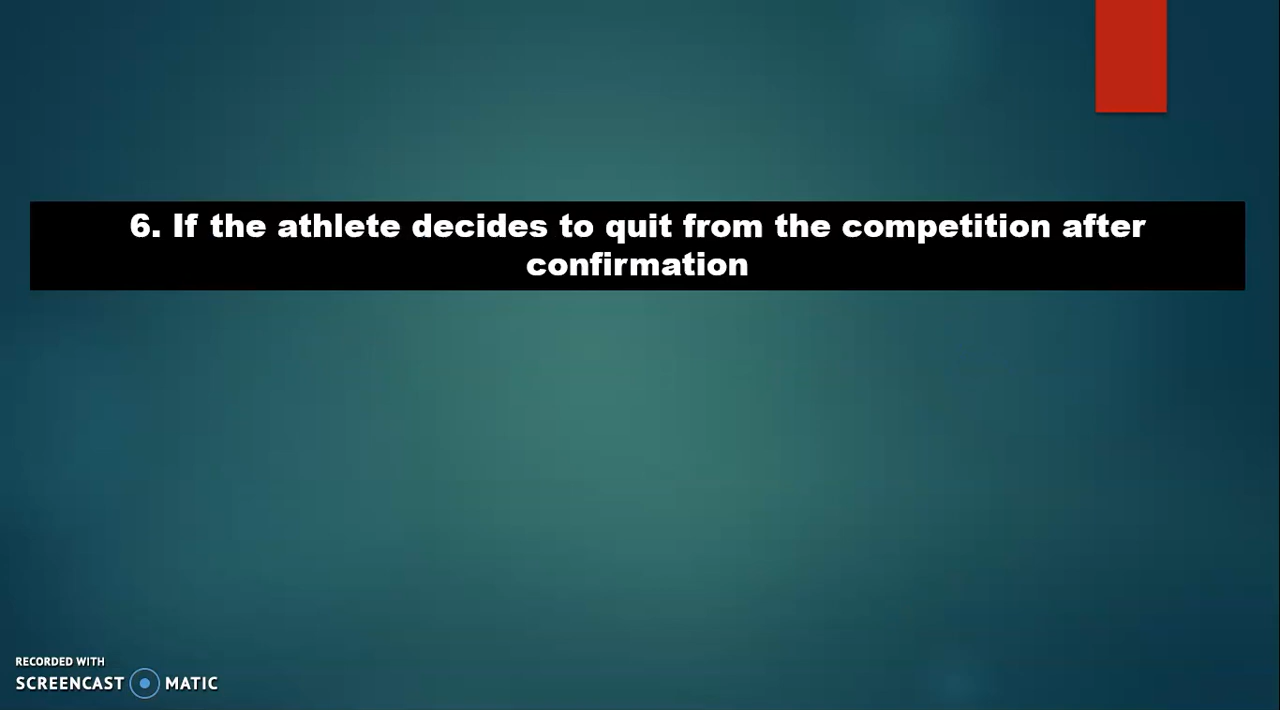 6. If the athlete decides to quit from the competition after
confirmation
RECORDED WITH
SCREENCAST MATIC